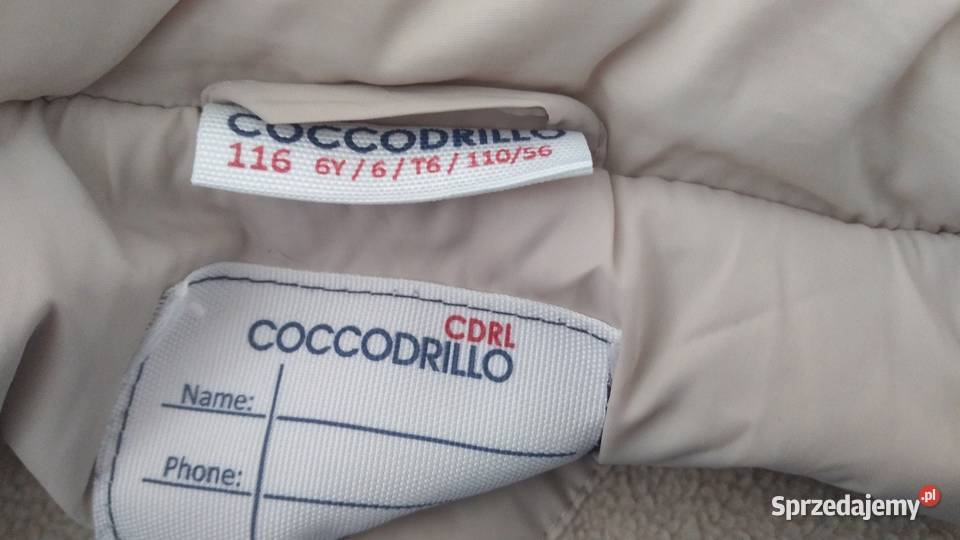 COCCODRILLO
116 6Y / 6 / T6 / 110/56
CDRL
COCCODRILLO
Name:
Phone:
Sprzedajemy.pl